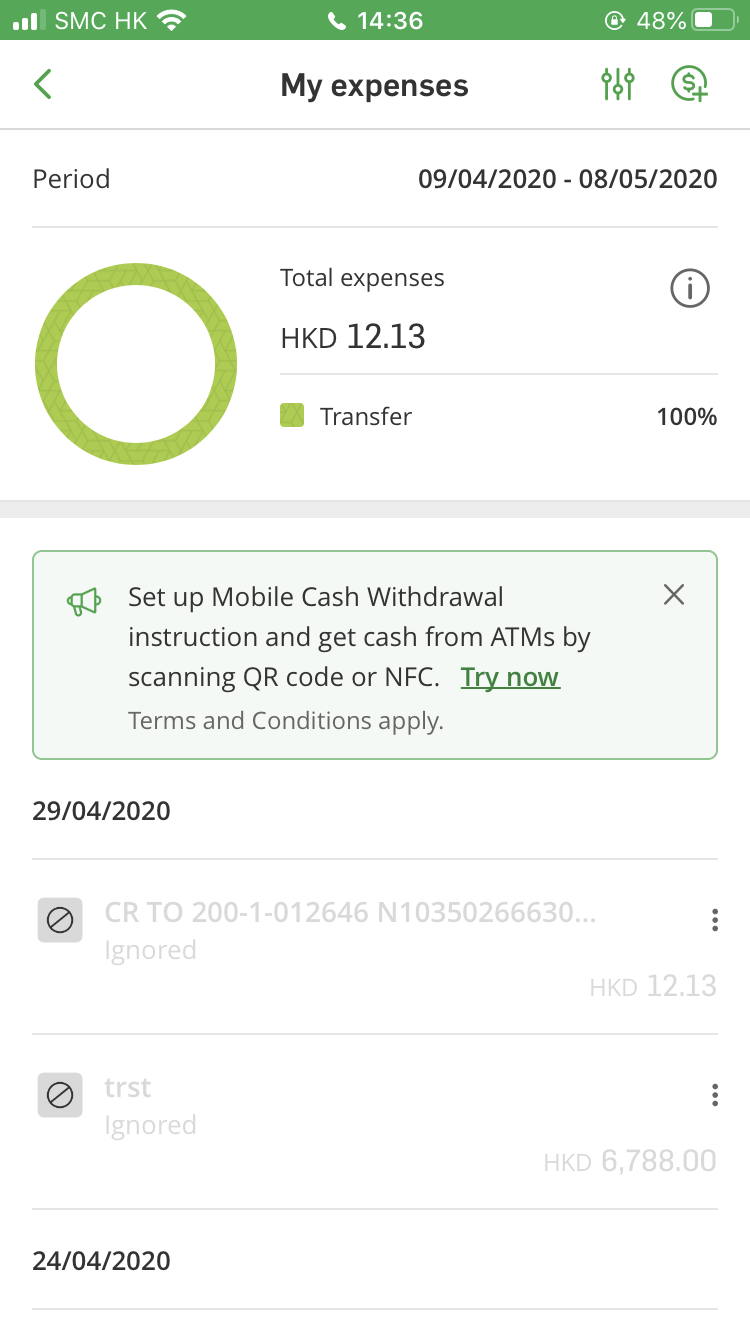 SMC HK 14:36 48%
My expenses
Period 09/04/2020 - 08/05/2020
Total expenses
HKD 12.13
Transfer 100%
Set up Mobile Cash Withdrawal
instruction and get cash from ATMs by
scanning QR code or NFC. Try now
Terms and Conditions apply.
29/04/2020
CR TO 200-1-012646 N10350266630...
Ignored
HKD 12.13
trst
Ignored
HKD 6,788.00
24/04/2020